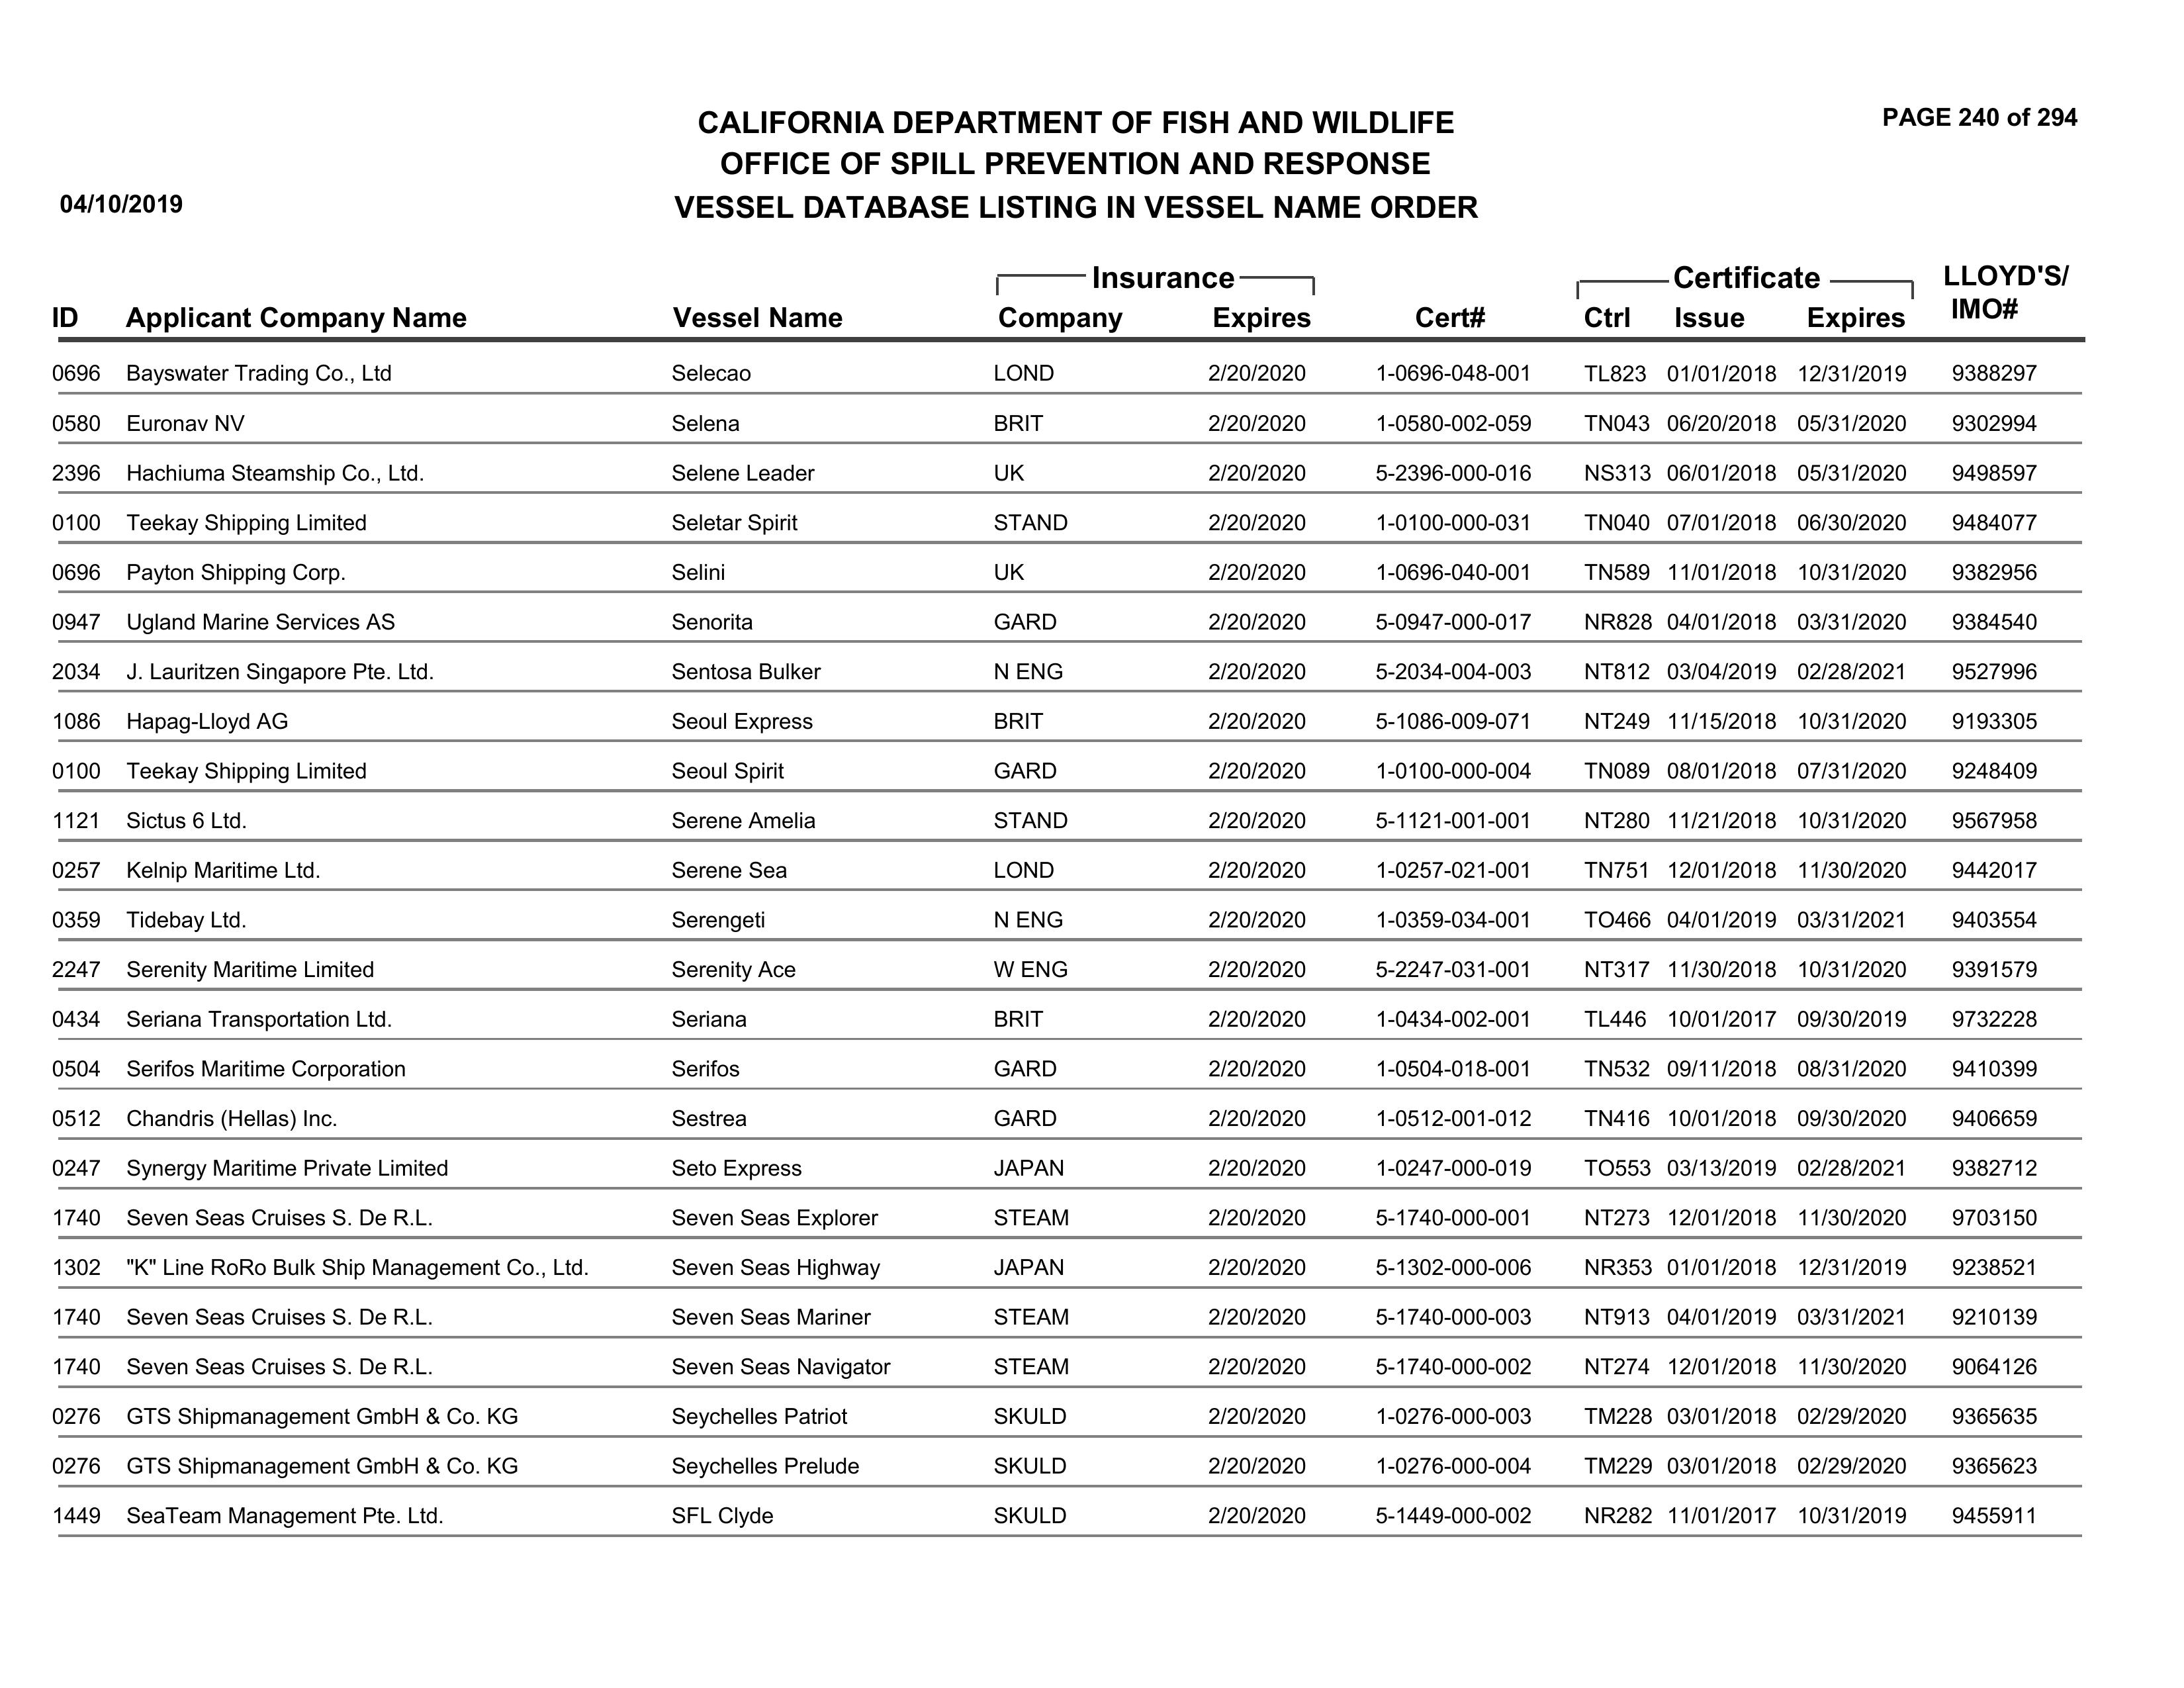 PAGE 240 of 294
CALIFORNIA DEPARTMENT OF FISH AND WILDLIFE
OFFICE OF SPILL PREVENTION AND RESPONSE
04/10/2019 VESSEL DATABASE LISTING IN VESSEL NAME ORDER
Insurance Certificate LLOYD'S/
ID Applicant Company Name Vessel Name Company Expires Cert# Ctrl Issue Expires IMO#
0696 Bayswater Trading Co., Ltd Selecao LOND 2/20/2020 1-0696-048-001 TL823 01/01/2018 12/31/2019 9388297
0580 Euronav NV Selena BRIT 2/20/2020 1-0580-002-059 TN043 06/20/2018 05/31/2020 9302994
2396 Hachiuma Steamship Co., Ltd. Selene Leader UK 2/20/2020 5-2396-000-016 NS313 06/01/2018 05/31/2020 9498597
0100 Teekay Shipping Limited Seletar Spirit STAND 2/20/2020 1-0100-000-031 TN040 07/01/2018 06/30/2020 9484077
0696 Payton Shipping Corp. Selini UK 2/20/2020 1-0696-040-001 TN589 11/01/2018 10/31/2020 9382956
0947 Ugland Marine Services AS Senorita GARD 2/20/2020 5-0947-000-017 NR828 04/01/2018 03/31/2020 9384540
2034 J. Lauritzen Singapore Pte. Ltd. Sentosa Bulker N ENG 2/20/2020 5-2034-004-003 NT812 03/04/2019 02/28/2021 9527996
1086 Hapag-Lloyd AG Seoul Express BRIT 2/20/2020 5-1086-009-071 NT249 11/15/2018 10/31/2020 9193305
0100 Teekay Shipping Limited Seoul Spirit GARD 2/20/2020 1-0100-000-004 TN089 08/01/2018 07/31/2020 9248409
1121 Sictus 6 Ltd. Serene Amelia STAND 2/20/2020 5-1121-001-001 NT280 11/21/2018 10/31/2020 9567958
0257 Kelnip Maritime Ltd. Serene Sea LOND 2/20/2020 1-0257-021-001 TN751 12/01/2018 11/30/2020 9442017
0359 Tidebay Ltd. Serengeti N ENG 2/20/2020 1-0359-034-001 TO466 04/01/2019 03/31/2021 9403554
2247 Serenity Maritime Limited Serenity Ace W ENG 2/20/2020 5-2247-031-001 NT317 11/30/2018 10/31/2020 9391579
0434 Seriana Transportation Ltd. Seriana BRIT 2/20/2020 1-0434-002-001 TL446 10/01/2017 09/30/2019 9732228
0504 Serifos Maritime Corporation Serifos GARD 2/20/2020 1-0504-018-001 TN532 09/11/2018 08/31/2020 9410399
0512 Chandris (Hellas) Inc. Sestrea GARD 2/20/2020 1-0512-001-012 TN416 10/01/2018 09/30/2020 9406659
0247 Synergy Maritime Private Limited Seto Express JAPAN 2/20/2020 1-0247-000-019 TO553 03/13/2019 02/28/2021 9382712
1740 Seven Seas Cruises S. De R.L. Seven Seas Explorer STEAM 2/20/2020 5-1740-000-001 NT273 12/01/2018 11/30/2020 9703150
1302 "K" Line RoRo Bulk Ship Management Co., Ltd. Seven Seas Highway JAPAN 2/20/2020 5-1302-000-006 NR353 01/01/2018 12/31/2019 9238521
1740 Seven Seas Cruises S. De R.L. Seven Seas Mariner STEAM 2/20/2020 5-1740-000-003 NT913 04/01/2019 03/31/2021 9210139
1740 Seven Seas Cruises S. De R.L. Seven Seas Navigator STEAM 2/20/2020 5-1740-000-002 NT274 12/01/2018 11/30/2020 9064126
0276 GTS Shipmanagement GmbH & Co. KG Seychelles Patriot SKULD 2/20/2020 1-0276-000-003 TM228 03/01/2018 02/29/2020 9365635
0276 GTS Shipmanagement GmbH & Co. KG Seychelles Prelude SKULD 2/20/2020 1-0276-000-004 TM229 03/01/2018 02/29/2020 9365623
1449 SeaTeam Management Pte. Ltd. SFL Clyde SKULD 2/20/2020 5-1449-000-002 NR282 11/01/2017 10/31/2019 9455911